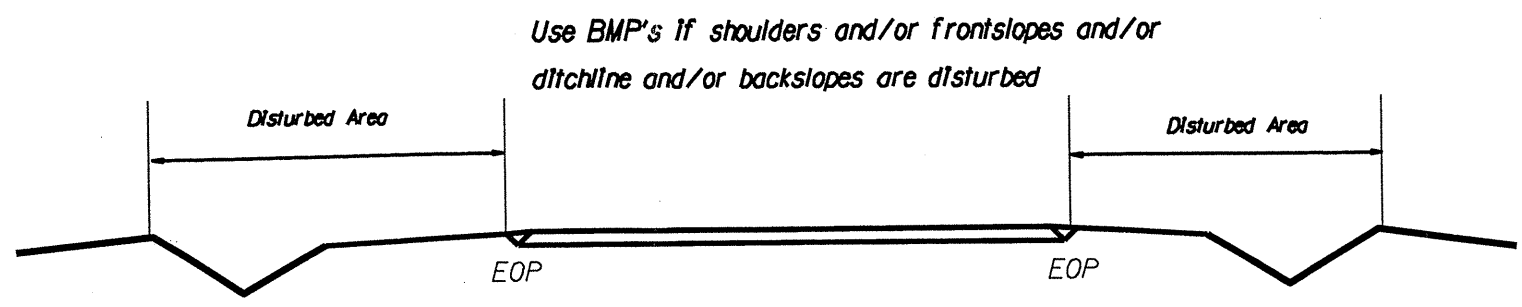 Use BMP's if shoulders and/or frontslopes and/or
ditchline and/or backslopes are disturbed
Disturbed Area
Disturbed Area
EOP
EOP